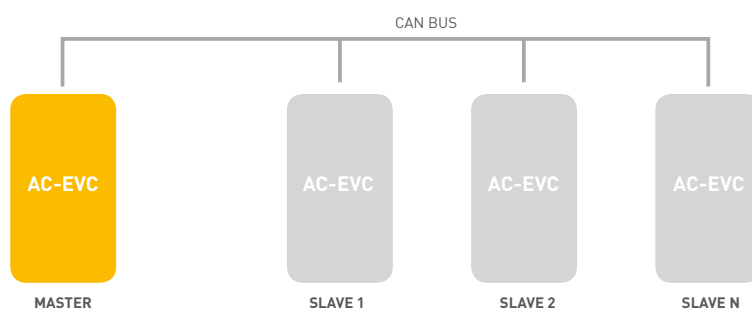 CAN BUS
AC-EVC
AC-EVC
AC-EVC
AC-EVC
MASTER
SLAVE 1
SLAVE 2
SLAVE N